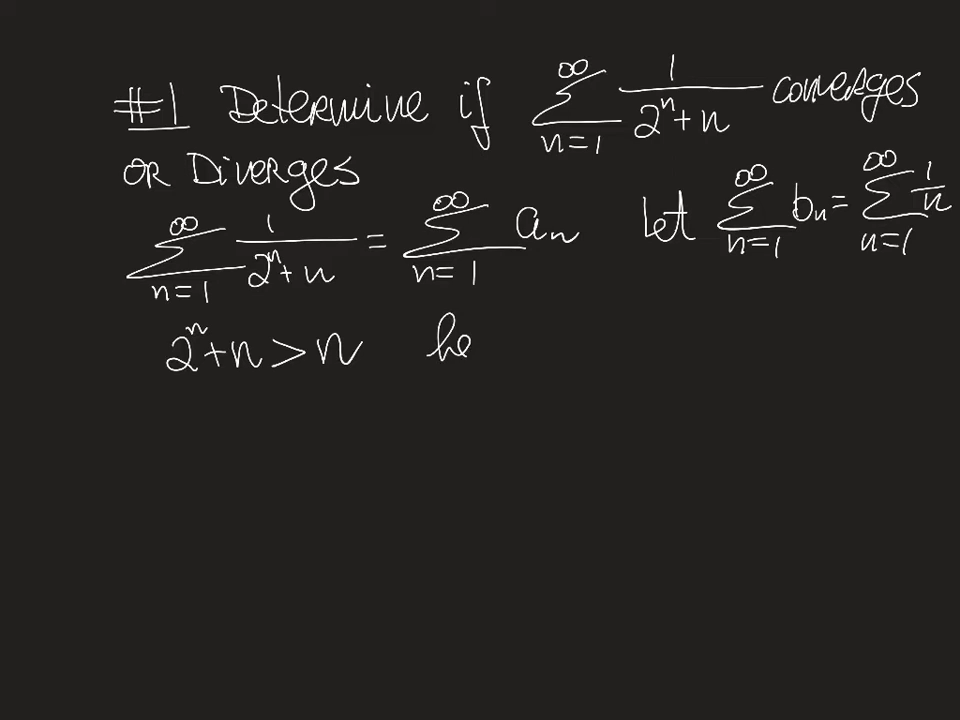 #1 Determine if ∑_{n=1}^{∞} 1/(2^n+n) converges
or Diverges
∑_{n=1}^{∞} 1/(2^n+n) = ∑_{n=1}^{∞} a_n let ∑_{n=1}^{∞} b_n = ∑_{n=1}^{∞} 1/n
2^n+n > n he